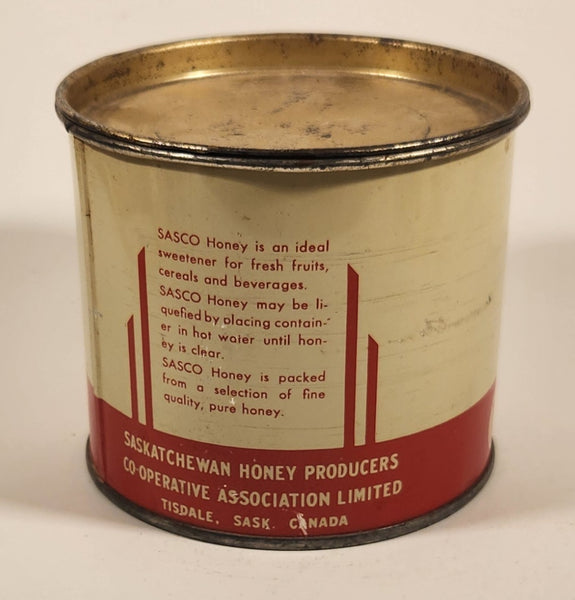 SASCO Honey is an ideal
sweetener for fresh fruits,
cereals and beverages.
SASCO Honey may be li-
quefied by placing contain-
er in hot water until hon-
ey is clear.
SASCO Honey is packed
from a selection of fine
quality, pure honey.
SASKATCHEWAN HONEY PRODUCERS
CO-OPERATIVE ASSOCIATION LIMITED
TISDALE, SASK. CANADA